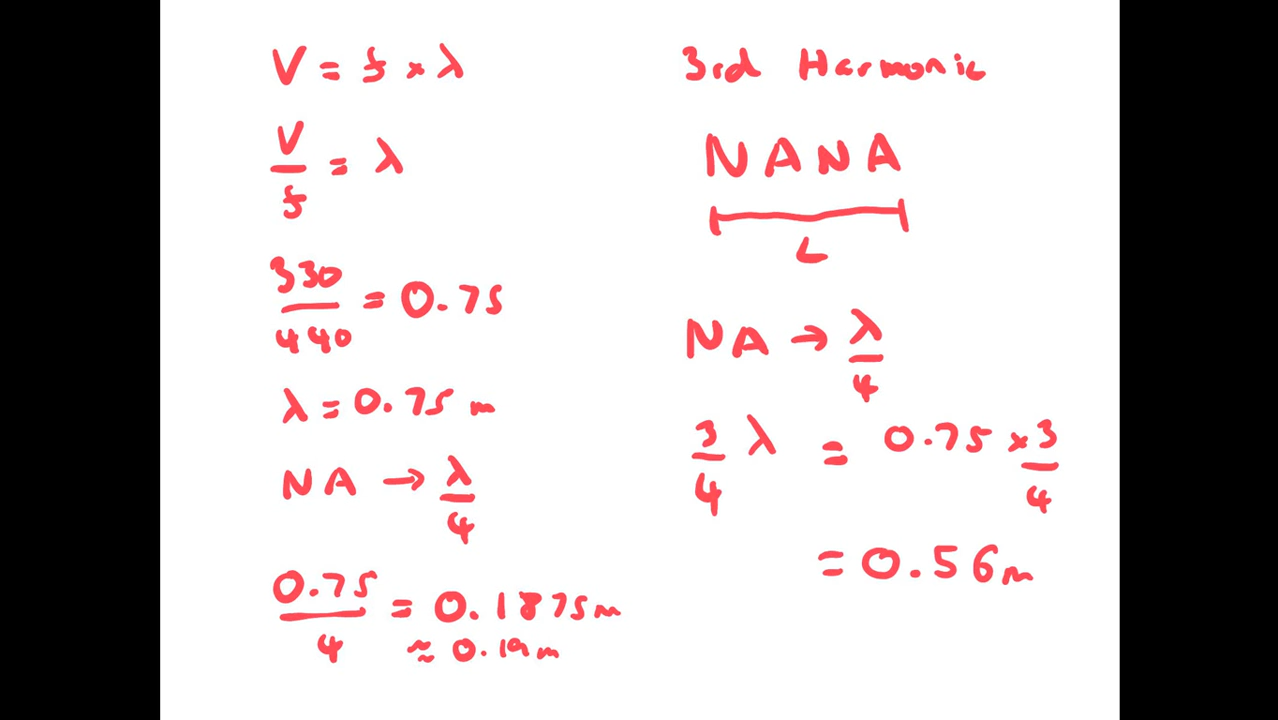 V = f × λ
V/f = λ
330/440 = 0.75
λ = 0.75 m
NA → λ/4
0.75/4 = 0.1875m
≈ 0.19m
3rd Harmonic
NANA
L
NA → λ/4
3/4 λ = 0.75 × 3/4
= 0.56m